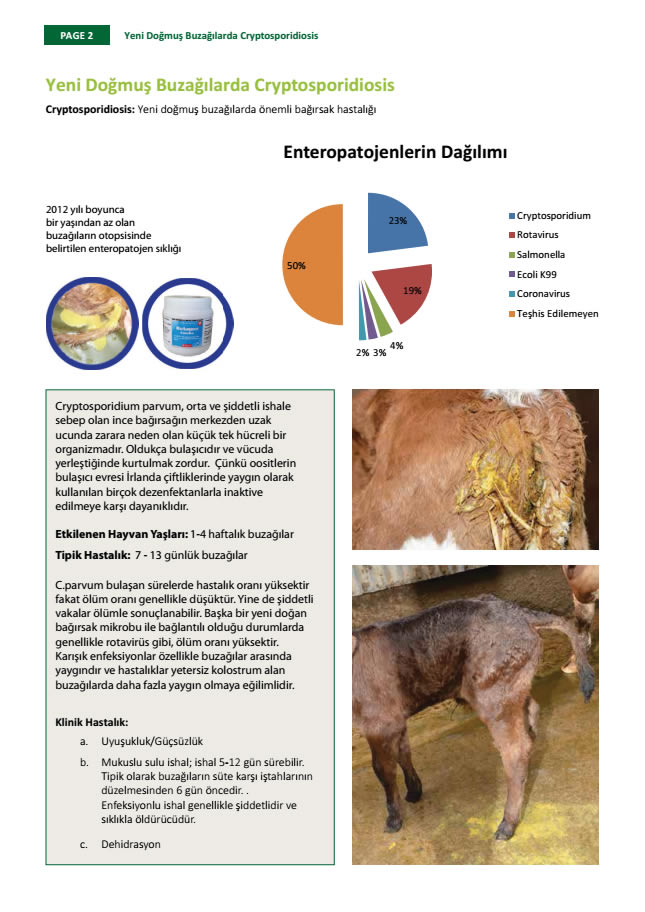 PAGE 2
Yeni Doğmuş Buzağılarda Cryptosporidiosis
Yeni Doğmuş Buzağılarda Cryptosporidiosis
Cryptosporidiosis: Yeni doğmuş buzağılarda önemli bağırsak hastalığı
Enteropatojenlerin Dağılımı
2012 yılı boyunca
bir yaşından az olan
buzağıların otopsisinde
belirtilen enteropatojen sıklığı
23%
19%
4%
3%
2%
50%
Cryptosporidium
Rotavirus
Salmonella
Ecoli K99
Coronavirus
Teşhis Edilemeyen
Cryptosporidium parvum, orta ve şiddetli ishale
sebep olan ince bağırsağın merkezden uzak
ucunda zarara neden olan küçük tek hücreli bir
organizmadır. Oldukça bulaşıcıdır ve vücuda
yerleştiğinde kurtulmak zordur. Çünkü oositlerin
bulaşıcı evresi İrlanda çiftliklerinde yaygın olarak
kullanılan birçok dezenfektanlarla inaktive
edilmeye karşı dayanıklıdır.
Etkilenen Hayvan Yaşları: 1-4 haftalık buzağılar
Tipik Hastalık: 7 - 13 günlük buzağılar
C.parvum bulaşan sürelerde hastalık oranı yüksektir
fakat ölüm oranı genellikle düşüktür. Yine de şiddetli
vakalar ölümle sonuçlanabilir. Başka bir yeni doğan
bağırsak mikrobu ile bağlantılı olduğu durumlarda
genellikle rotavirüs gibi, ölüm oranı yüksektir.
Karışık enfeksiyonlar özellikle buzağılar arasında
yaygındır ve hastalıklar yetersiz kolostrum alan
buzağılarda daha fazla yaygın olmaya eğilimlidir.
Klinik Hastalık:
a. Uyuşukluk/Güçsüzlük
b. Mukuslu sulu ishal; ishal 5-12 gün sürebilir.
Tipik olarak buzağıların süte karşı iştahlarının
düzelmesinden 6 gün öncedir. .
Enfeksiyonlu ishal genellikle şiddetlidir ve
sıklıkla öldürücüdür.
c. Dehidrasyon